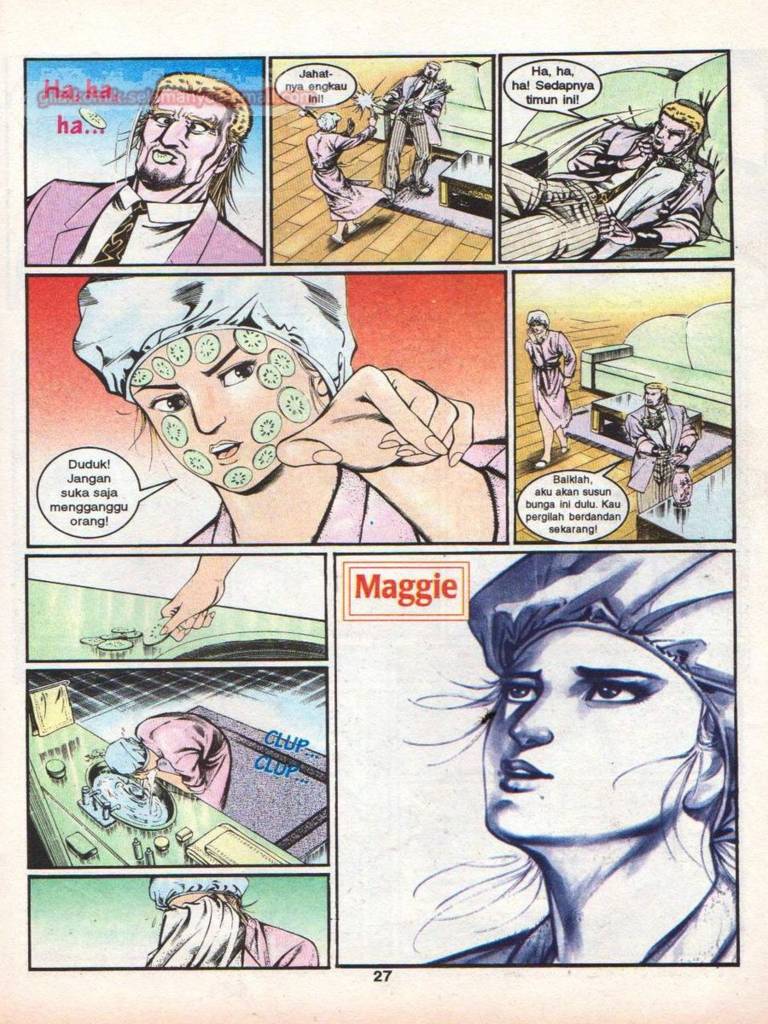 Ha, ha
ha...
Jahat-
nya engkau
ini!
Ha, ha,
ha! Sedapnya
timun ini!
Duduk!
Jangan
suka saja
mengganggu
orang!
Baiklah,
aku akan susun
bunga ini dulu. Kau
pergilah berdandan
sekarang!
Maggie
CLUP...
CLUP...
27